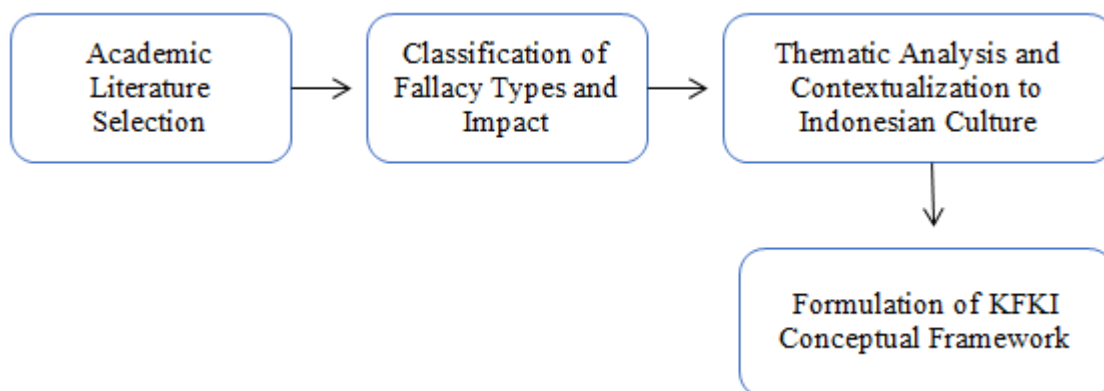 Academic
Literature
Selection
Classification of
Fallacy Types and
Impact
Thematic Analysis and
Contextualization to
Indonesian Culture
Formulation of KFKI
Conceptual Framework